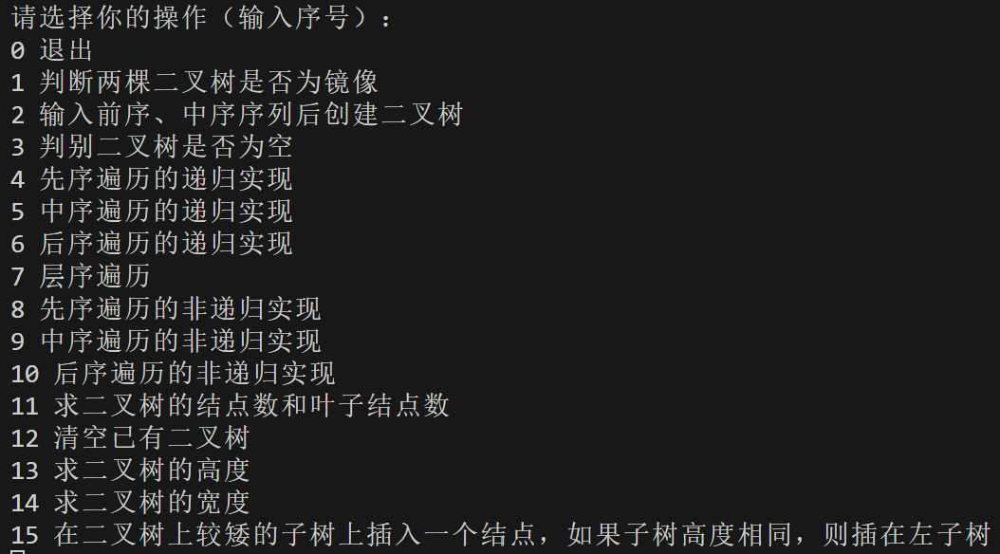 请选择你的操作（输入序号）：
0 退出
1 判断两棵二叉树是否为镜像
2 输入前序、中序序列后创建二叉树
3 判别二叉树是否为空
4 先序遍历的递归实现
5 中序遍历的递归实现
6 后序遍历的递归实现
7 层序遍历
8 先序遍历的非递归实现
9 中序遍历的非递归实现
10 后序遍历的非递归实现
11 求二叉树的结点数和叶子结点数
12 清空已有二叉树
13 求二叉树的高度
14 求二叉树的宽度
15 在二叉树上较矮的子树上插入一个结点，如果子树高度相同，则插在左子树